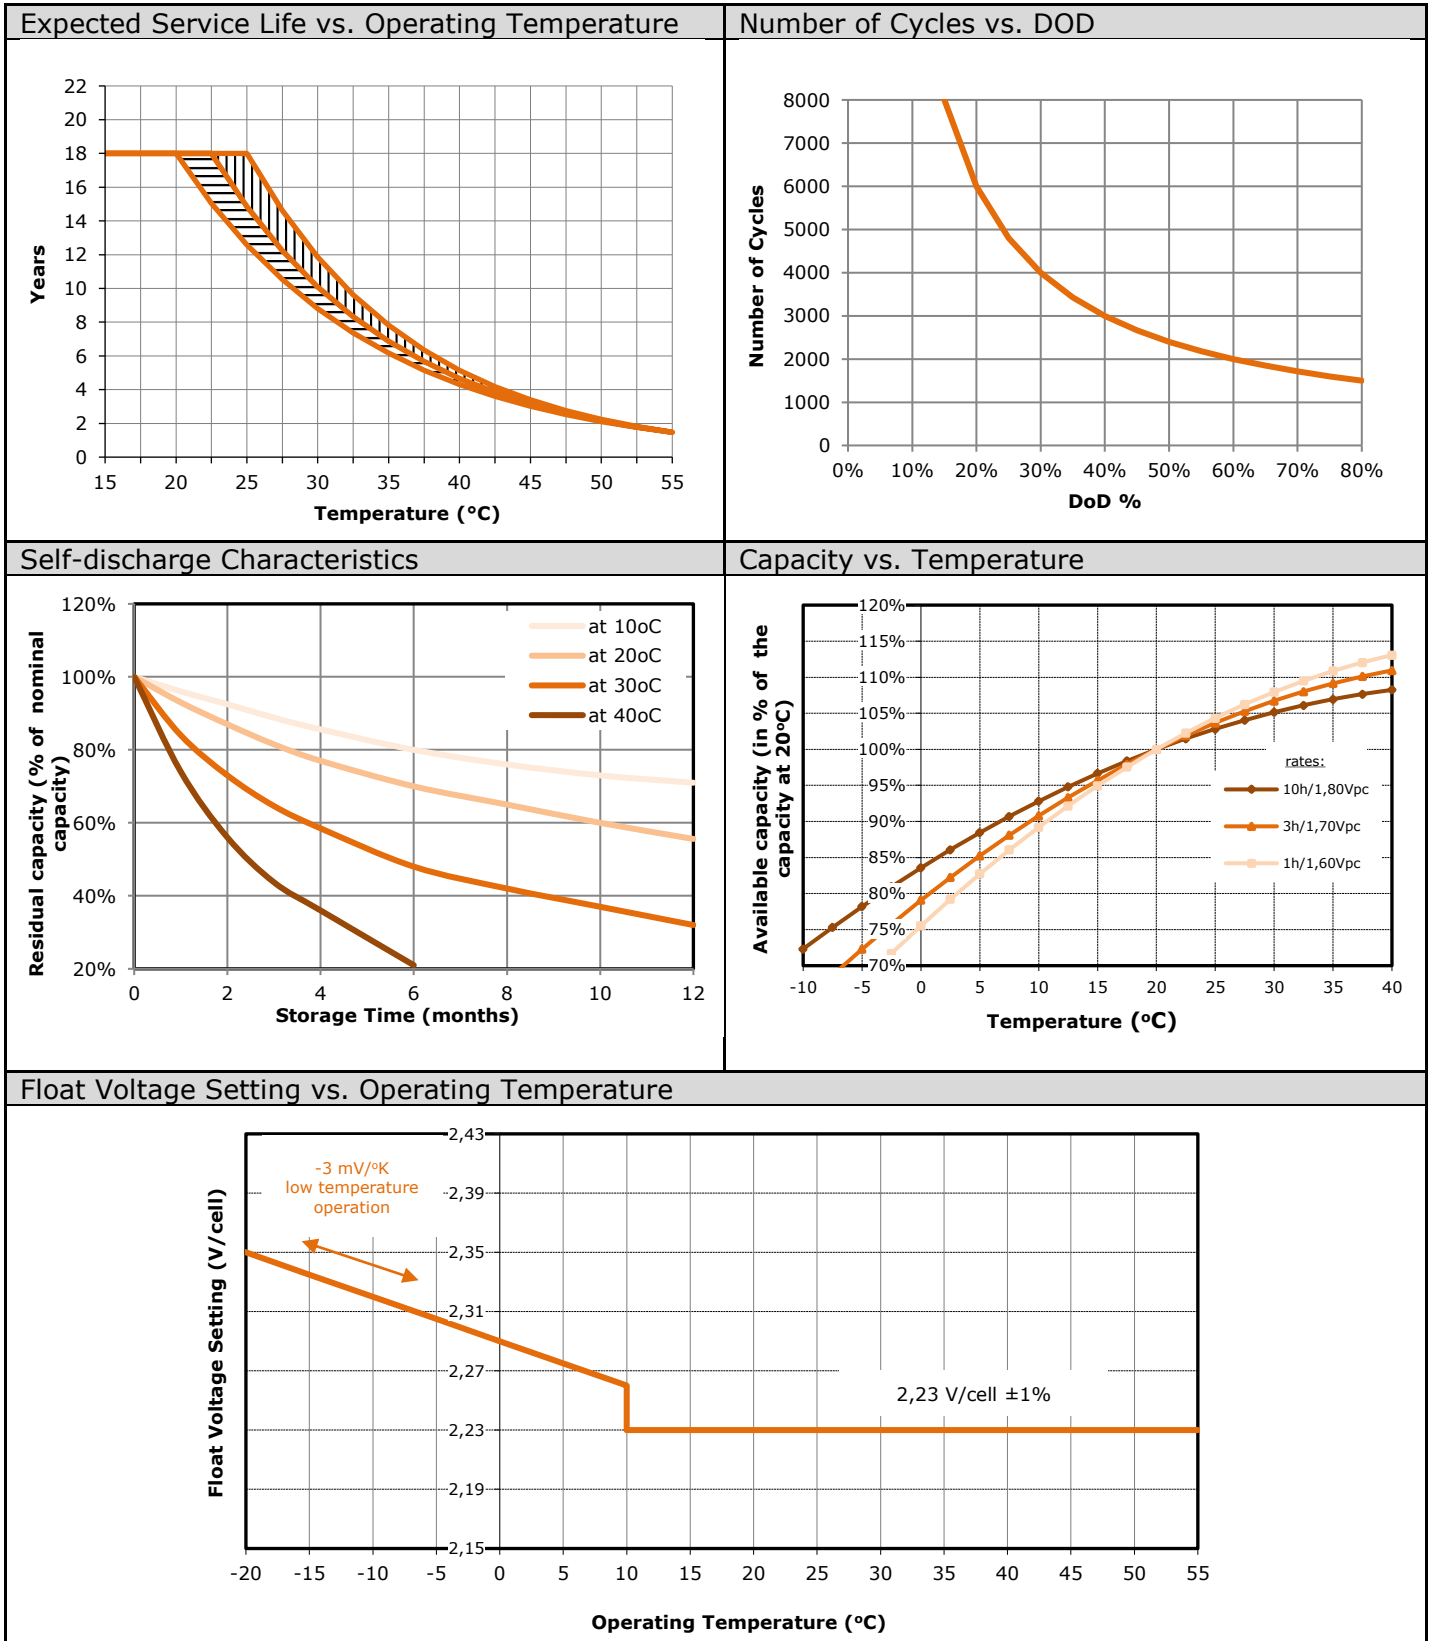 Expected Service Life vs. Operating Temperature
22
20
18
16
14
12
10
8
6
4
2
0
Years
15 20 25 30 35 40 45 50 55
Temperature (°C)
Number of Cycles vs. DOD
8000
7000
6000
5000
4000
3000
2000
1000
0
Number of Cycles
0% 10% 20% 30% 40% 50% 60% 70% 80%
DoD %
Self-discharge Characteristics
120%
100%
80%
60%
40%
20%
Residual capacity (% of nominal
capacity)
at 10oC
at 20oC
at 30oC
at 40oC
0 2 4 6 8 10 12
Storage Time (months)
Capacity vs. Temperature
120%
115%
110%
105%
100%
95%
90%
85%
80%
75%
70%
Available capacity (in % of the
capacity at 20ºC)
rates:
10h/1,80Vpc
3h/1,70Vpc
1h/1,60Vpc
-10 -5 0 5 10 15 20 25 30 35 40
Temperature (ºC)
Float Voltage Setting vs. Operating Temperature
2,43
2,39
2,35
2,31
2,27
2,23
2,19
2,15
Float Voltage Setting (V/cell)
-3 mV/ºK
low temperature
operation
2,23 V/cell ±1%
-20 -15 -10 -5 0 5 10 15 20 25 30 35 40 45 50 55
Operating Temperature (ºC)